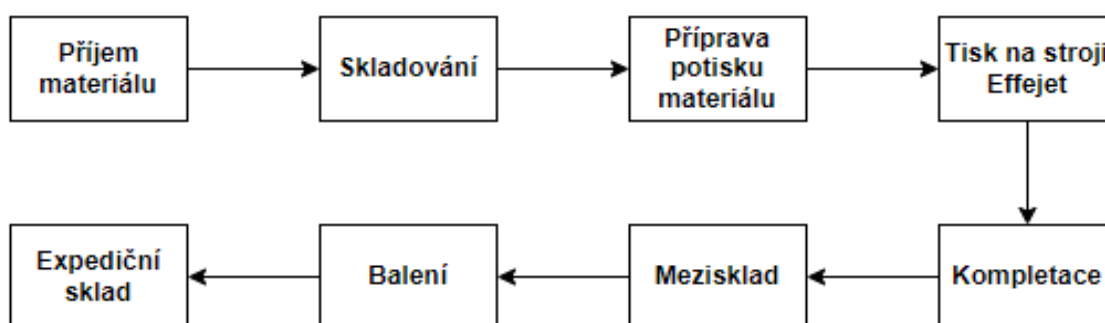 Příjem
materiálu
Skladování
Příprava
potisku
materiálu
Tisk na stroji
Effejet
Expediční
sklad
Balení
Mezisklad
Kompletace